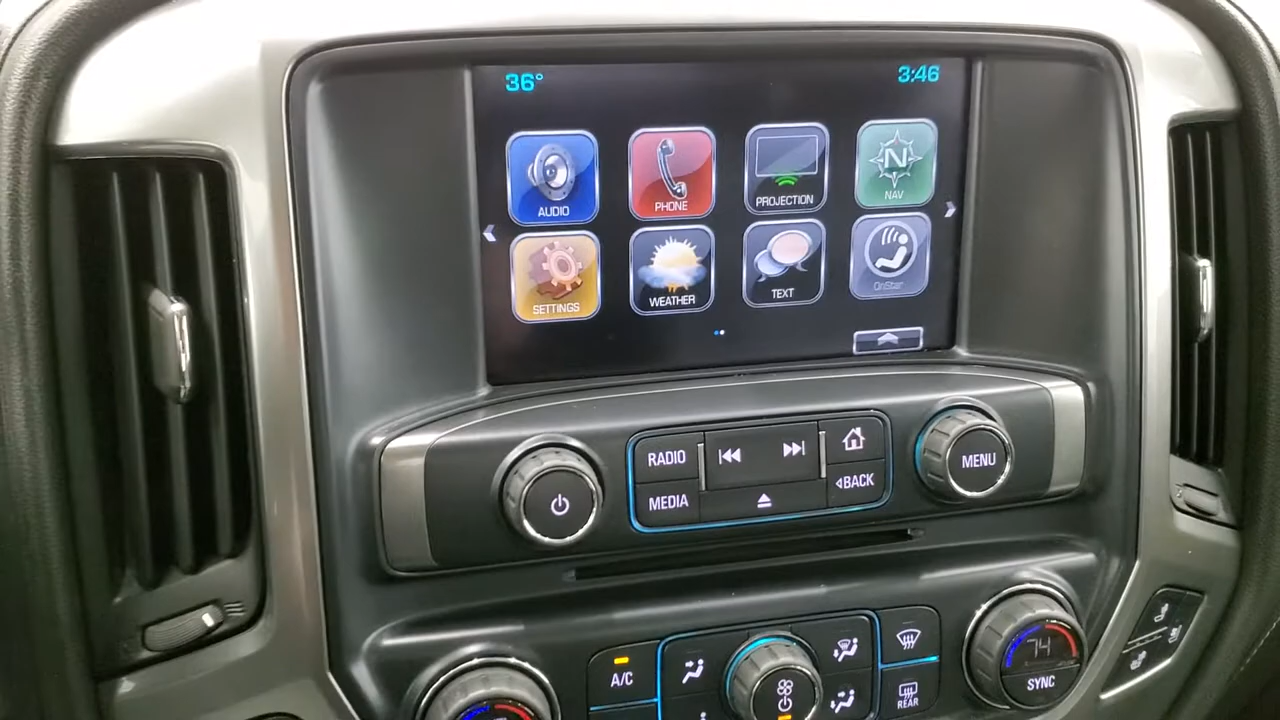 36° 3:46
AUDIO PHONE PROJECTION N NAV
SETTINGS WEATHER TEXT OnStar
RADIO MENU
MEDIA BACK
A/C 74
REAR SYNC